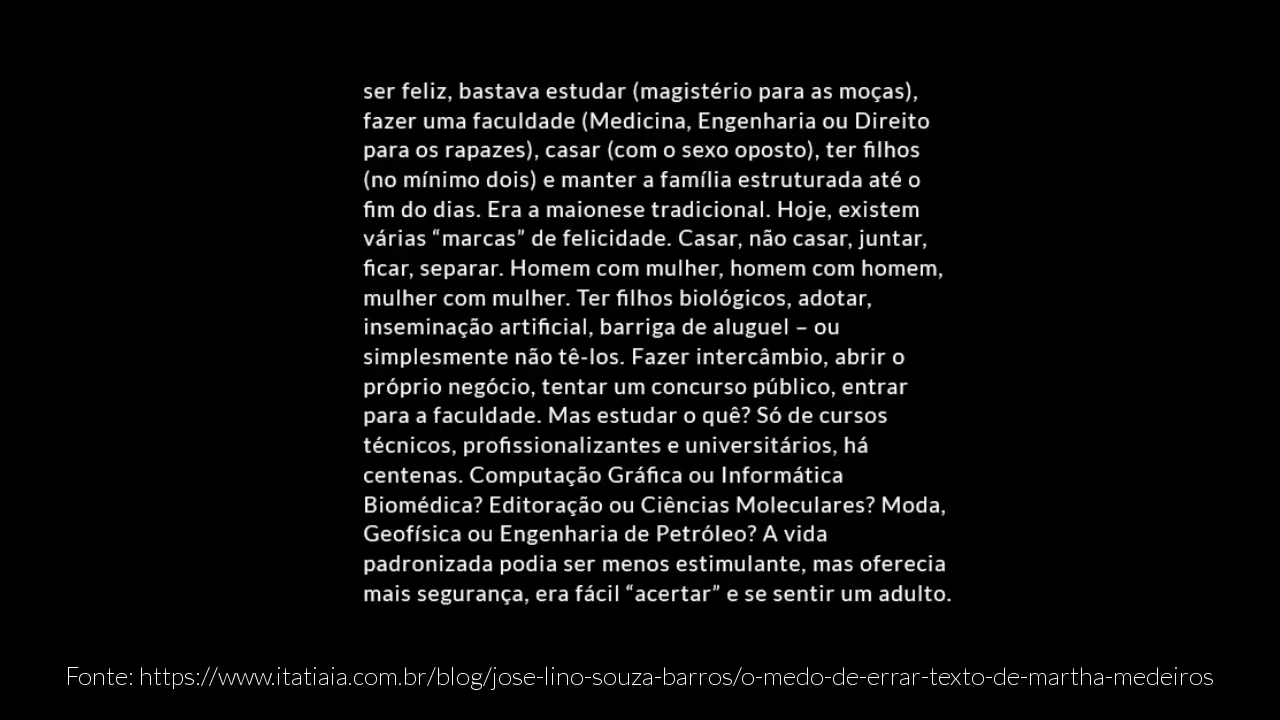 ser feliz, bastava estudar (magistério para as moças),
fazer uma faculdade (Medicina, Engenharia ou Direito
para os rapazes), casar (com o sexo oposto), ter filhos
(no mínimo dois) e manter a família estruturada até o
fim do dias. Era a maionese tradicional. Hoje, existem
várias “marcas” de felicidade. Casar, não casar, juntar,
ficar, separar. Homem com mulher, homem com homem,
mulher com mulher. Ter filhos biológicos, adotar,
inseminação artificial, barriga de aluguel – ou
simplesmente não tê-los. Fazer intercâmbio, abrir o
próprio negócio, tentar um concurso público, entrar
para a faculdade. Mas estudar o quê? Só de cursos
técnicos, profissionalizantes e universitários, há
centenas. Computação Gráfica ou Informática
Biomédica? Editoração ou Ciências Moleculares? Moda,
Geofísica ou Engenharia de Petróleo? A vida
padronizada podia ser menos estimulante, mas oferecia
mais segurança, era fácil “acertar” e se sentir um adulto.
Fonte: https://www.itatiaia.com.br/blog/jose-lino-souza-barros/o-medo-de-errar-texto-de-martha-medeiros